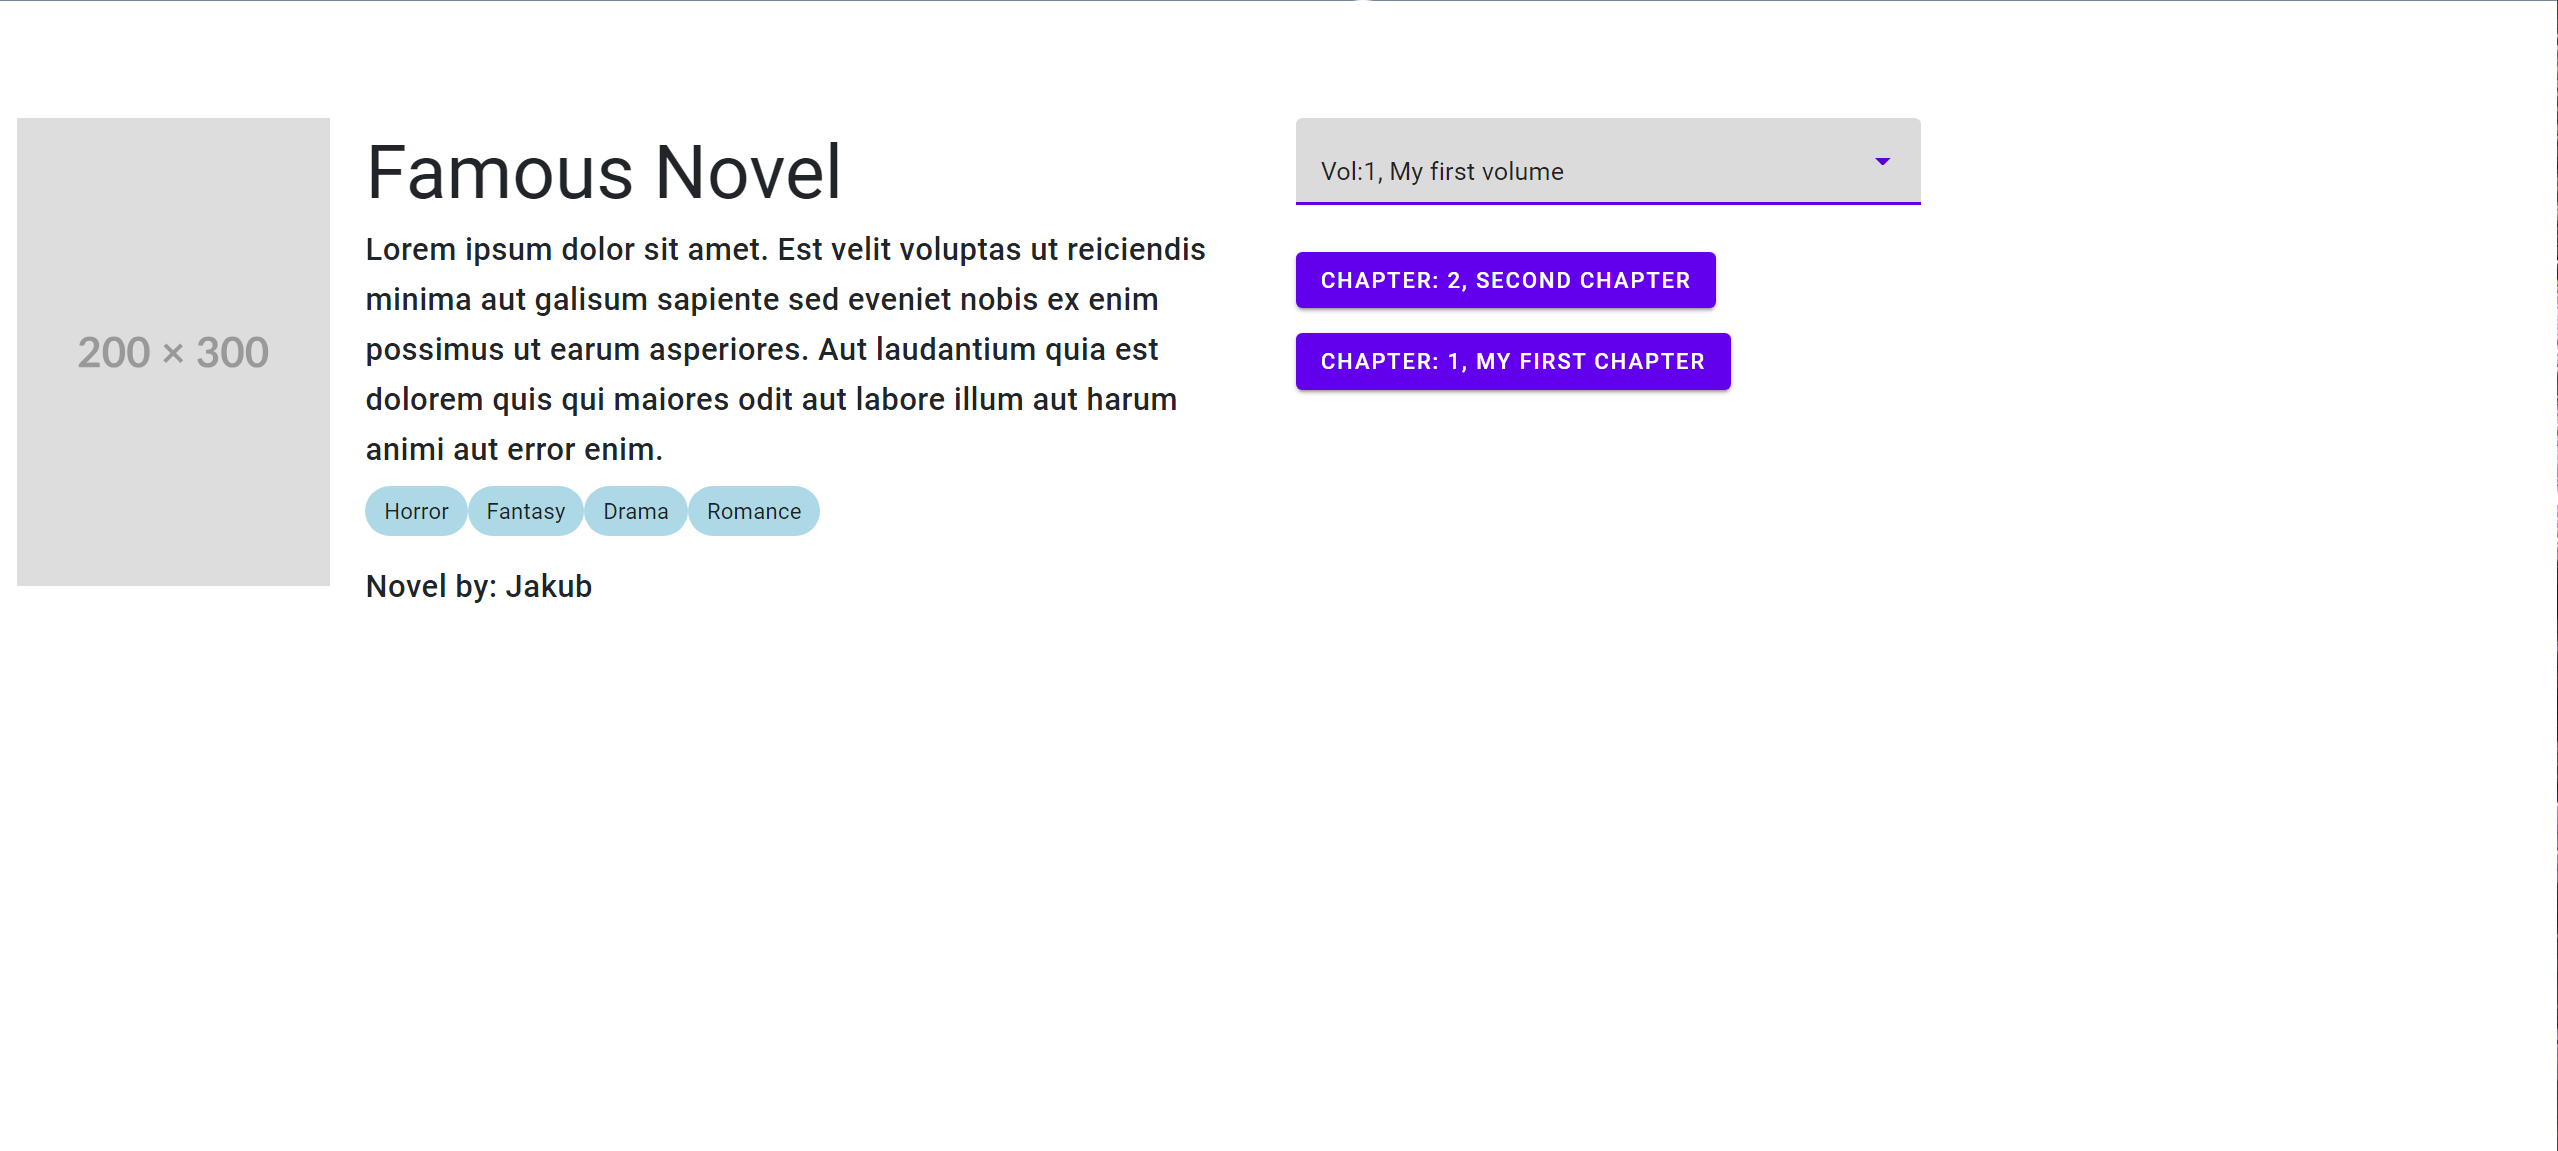 200 × 300
Famous Novel
Lorem ipsum dolor sit amet. Est velit voluptas ut reiciendis
minima aut galisum sapiente sed eveniet nobis ex enim
possimus ut earum asperiores. Aut laudantium quia est
dolorem quis qui maiores odit aut labore illum aut harum
animi aut error enim.
Horror Fantasy Drama Romance
Novel by: Jakub
Vol:1, My first volume
CHAPTER: 2, SECOND CHAPTER
CHAPTER: 1, MY FIRST CHAPTER